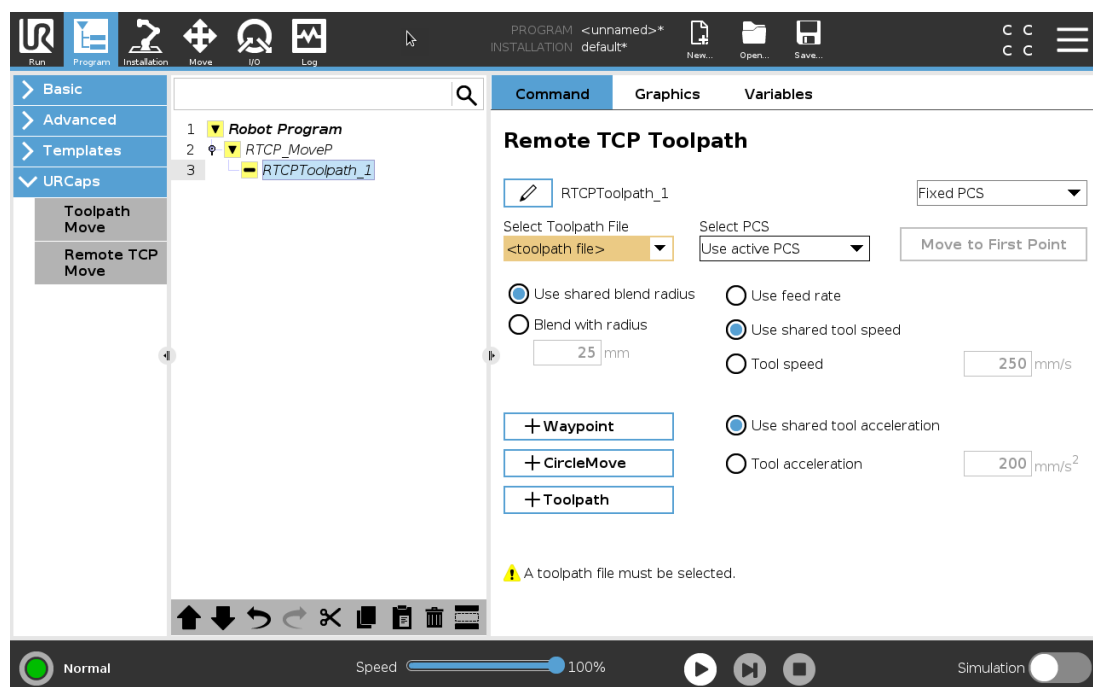 PROGRAM <unnamed>*
INSTALLATION default*
UR
Run
Program
Installation
Move
I/O
Log
New...
Open...
Save...
C C
C C
Basic
Advanced
Templates
URCaps
Toolpath
Move
Remote TCP
Move
1 Robot Program
2 RTCP_MoveP
3 RTCPToolpath_1
Command Graphics Variables
Remote TCP Toolpath
RTCPToolpath_1
Fixed PCS
Select Toolpath File
Select PCS
<toolpath file>
Use active PCS
Move to First Point
Use shared blend radius
Use feed rate
Blend with radius
Use shared tool speed
25 mm
Tool speed
250 mm/s
+ Waypoint
Use shared tool acceleration
+ CircleMove
Tool acceleration
200 mm/s²
+ Toolpath
A toolpath file must be selected.
Normal
Speed
100%
Simulation